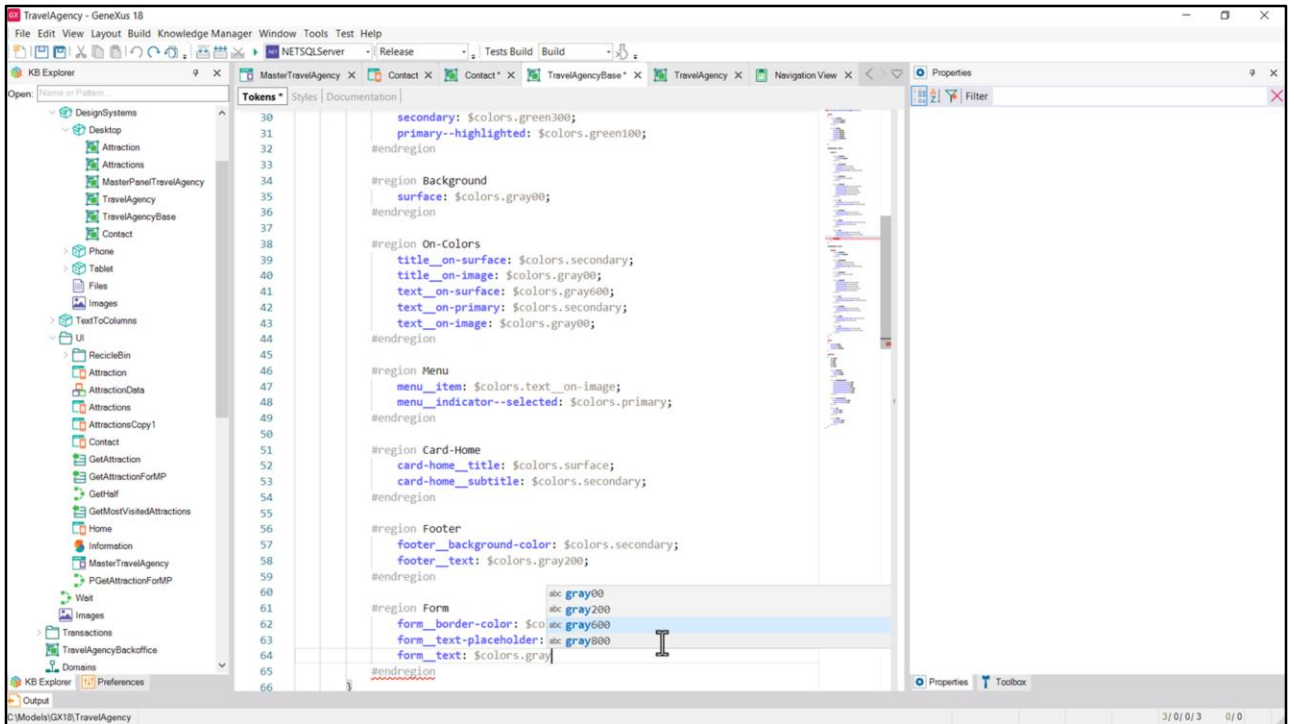 TravelAgency - GeneXus 18
File Edit View Layout Build Knowledge Manager Window Tools Test Help
NETSQLServer Release Tests Build Build
KB Explorer
MasterTravelAgency Contact Contact* TravelAgencyBase* TravelAgency Navigation View
Properties
Open: Name or Pattern...
Tokens * Styles Documentation
Filter
DesignSystems
Desktop
Attraction
Attractions
MasterPanelTravelAgency
TravelAgency
TravelAgencyBase
Contact
Phone
Tablet
Files
Images
TextToColumns
UI
RecicleBin
Attraction
AttractionData
Attractions
AttractionsCopy1
Contact
GetAttraction
GetAttractionForMP
GetHalf
GetMostVisitedAttractions
Home
Information
MasterTravelAgency
PGetAttractionForMP
Wait
Images
Transactions
TravelAgencyBackoffice
Domains
30 secondary: $colors.green300;
31 primary--highlighted: $colors.green100;
32 #endregion
33
34 #region Background
35 surface: $colors.gray00;
36 #endregion
37
38 #region On-Colors
39 title__on-surface: $colors.secondary;
40 title__on-image: $colors.gray00;
41 text__on-surface: $colors.gray600;
42 text__on-primary: $colors.secondary;
43 text__on-image: $colors.gray00;
44 #endregion
45
46 #region Menu
47 menu__item: $colors.text__on-image;
48 menu__indicator--selected: $colors.primary;
49 #endregion
50
51 #region Card-Home
52 card-home__title: $colors.surface;
53 card-home__subtitle: $colors.secondary;
54 #endregion
55
56 #region Footer
57 footer__background-color: $colors.secondary;
58 footer__text: $colors.gray200;
59 #endregion
60
61 #region Form
62 form__border-color: $co
63 form__text-placeholder:
64 form__text: $colors.gray
65 #endregion
66 }
abc gray00
abc gray200
abc gray600
abc gray800
KB Explorer Preferences
Properties Toolbox
Output
C:\Models\GX18\TravelAgency
3/0/0/3 0/0